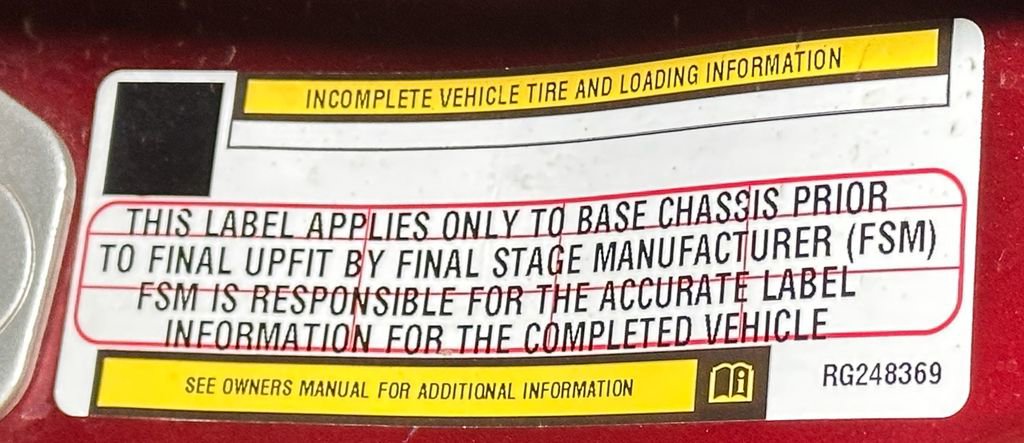 INCOMPLETE VEHICLE TIRE AND LOADING INFORMATION
THIS LABEL APPLIES ONLY TO BASE CHASSIS PRIOR
TO FINAL UPFIT BY FINAL STAGE MANUFACTURER (FSM)
FSM IS RESPONSIBLE FOR THE ACCURATE LABEL
INFORMATION FOR THE COMPLETED VEHICLE
SEE OWNERS MANUAL FOR ADDITIONAL INFORMATION
RG248369